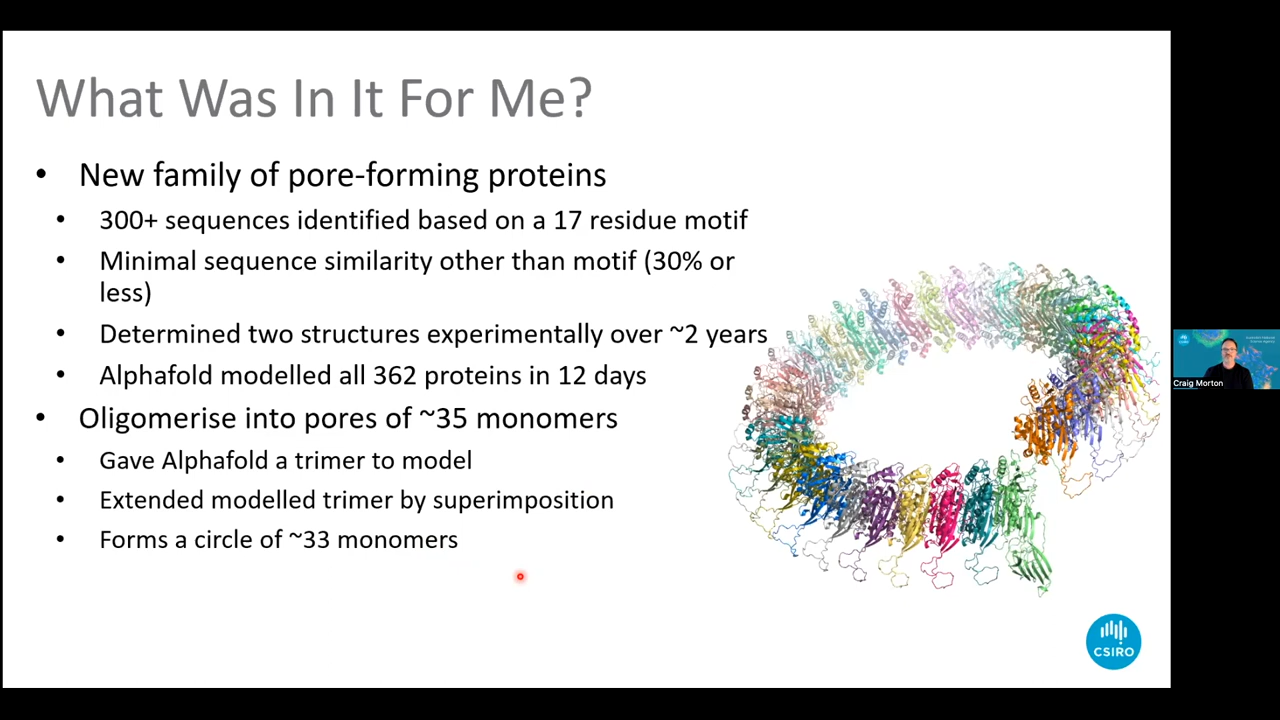 What Was In It For Me?
• New family of pore-forming proteins
• 300+ sequences identified based on a 17 residue motif
• Minimal sequence similarity other than motif (30% or
less)
• Determined two structures experimentally over ~2 years
• Alphafold modelled all 362 proteins in 12 days
• Oligomerise into pores of ~35 monomers
• Gave Alphafold a trimer to model
• Extended modelled trimer by superimposition
• Forms a circle of ~33 monomers
CSIRO
Craig Morton